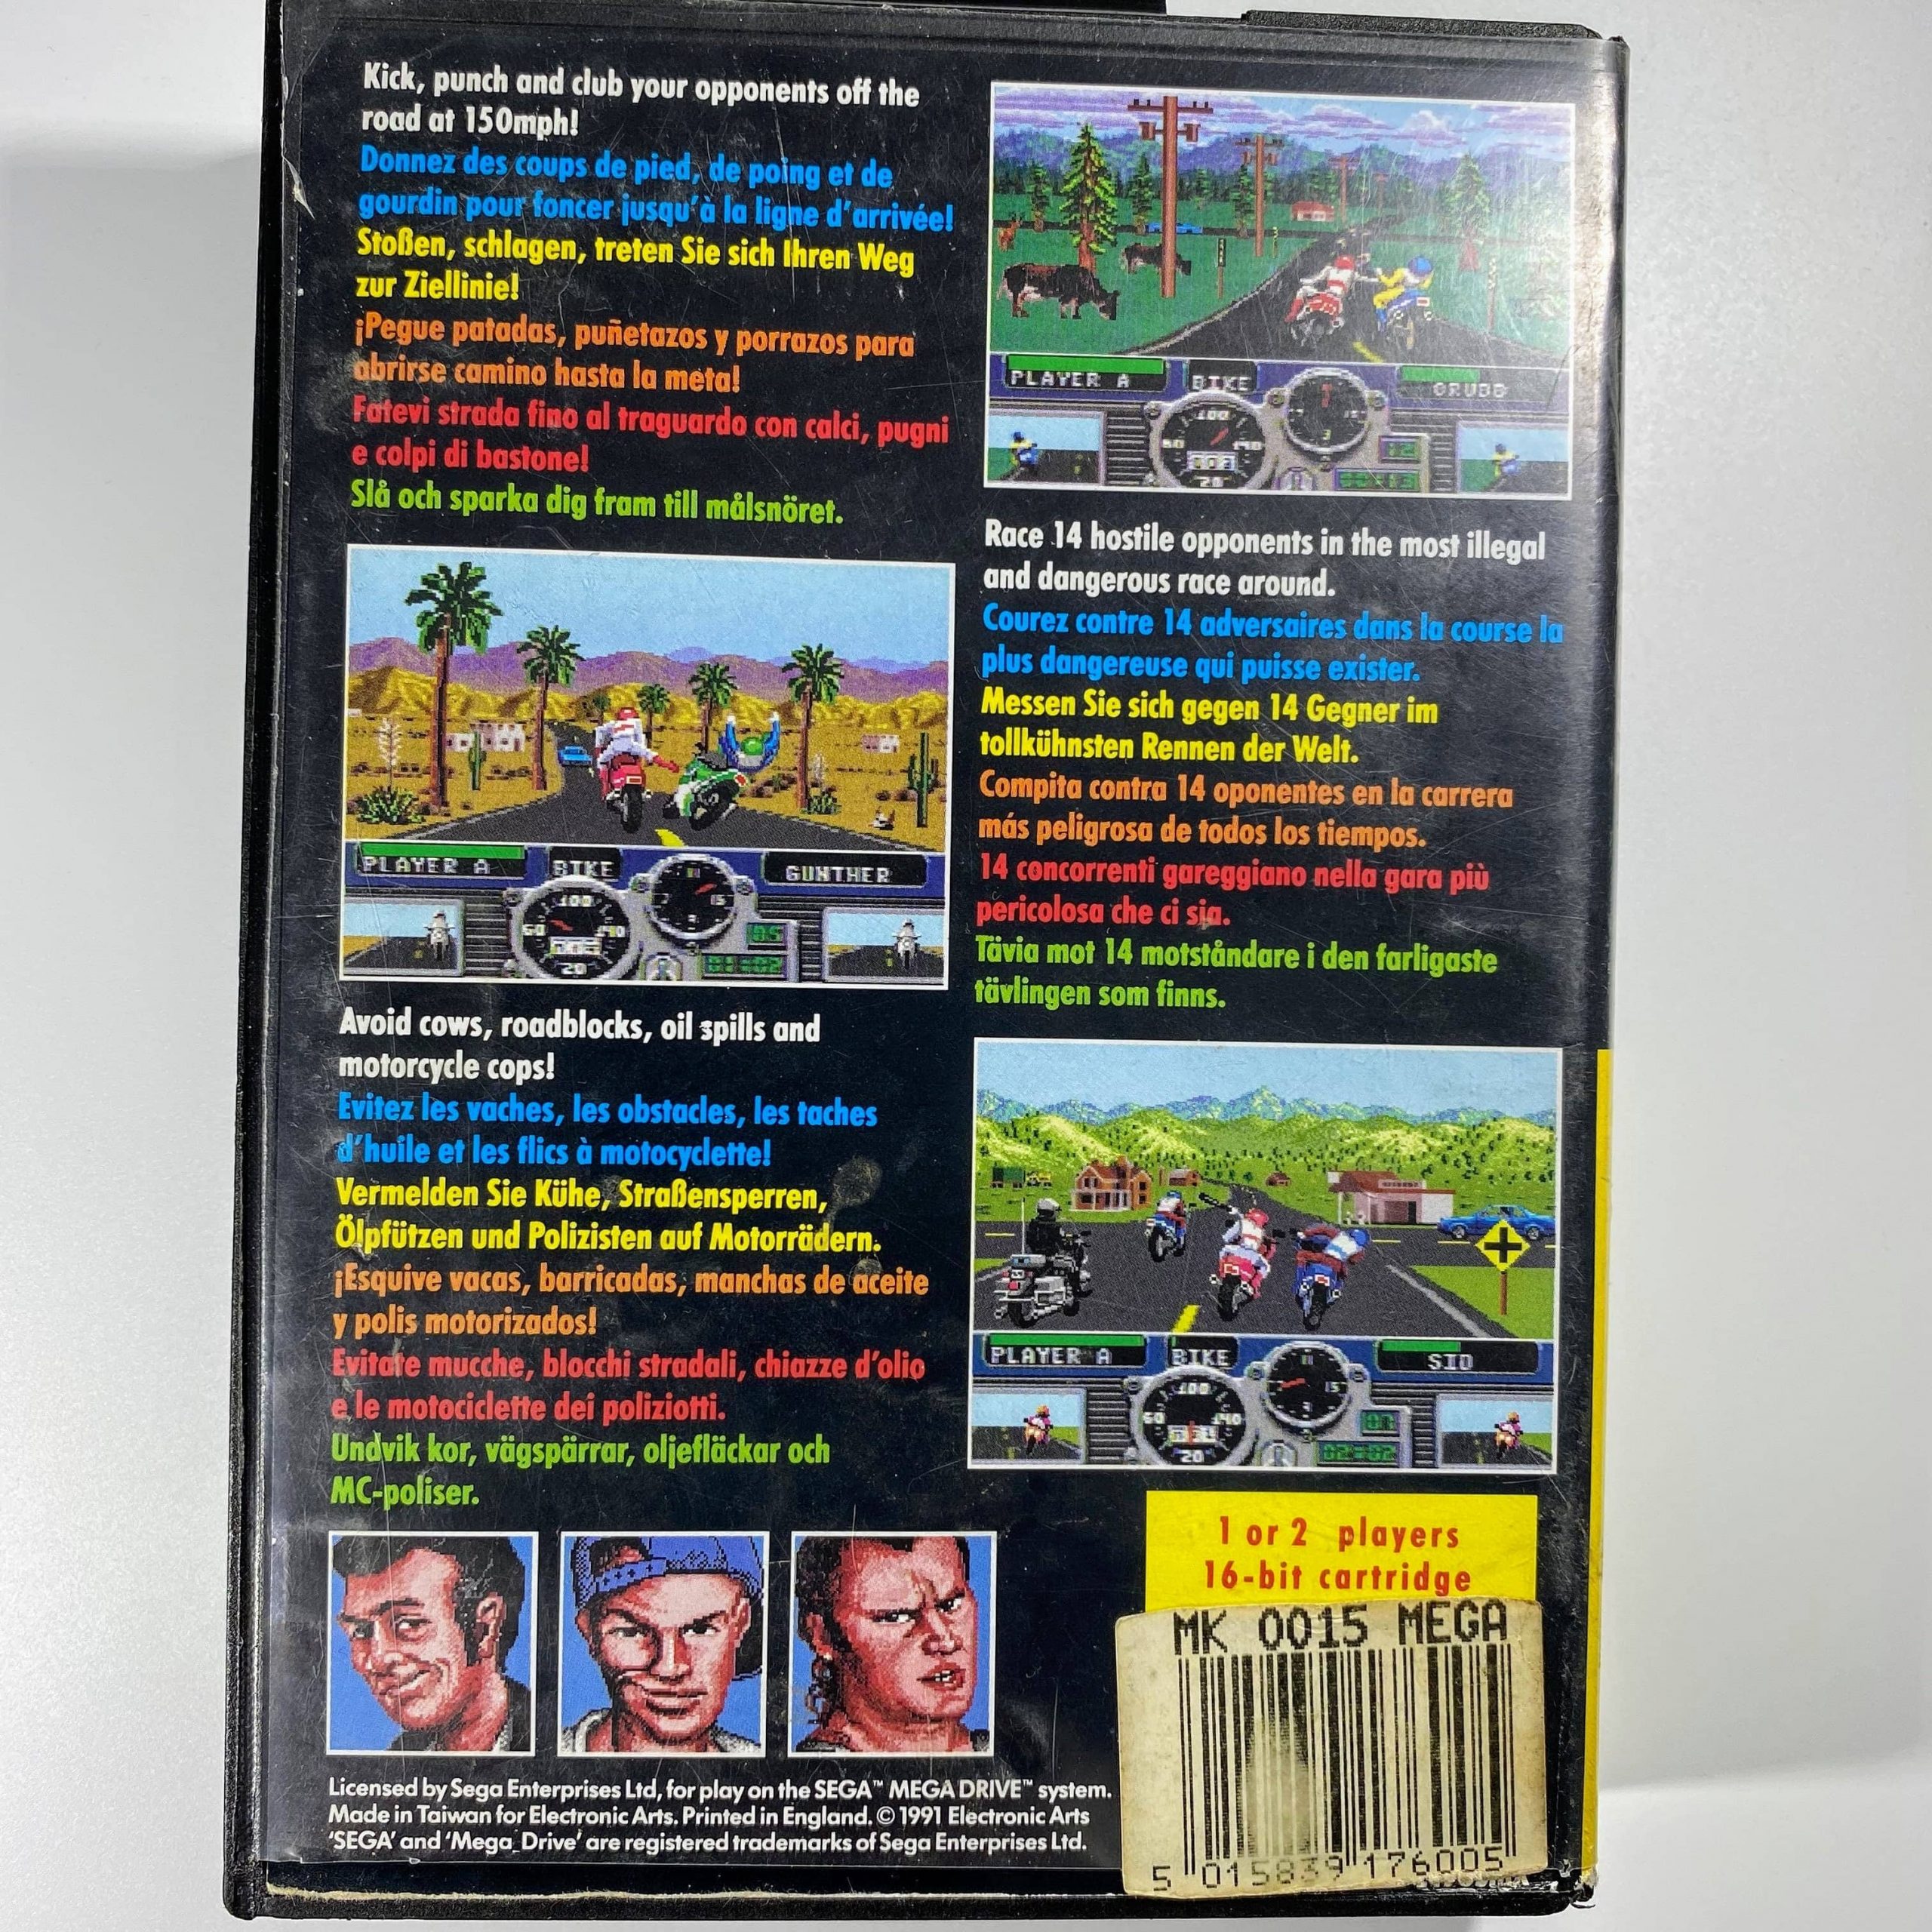 Kick, punch and club your opponents off the
road at 150mph!
Donnez des coups de pied, de poing et de
gourdin pour foncer jusqu'à la ligne d'arrivée!
Stoßen, schlagen, treten Sie sich Ihren Weg
zur Ziellinie!
¡Pegue patadas, puñetazos y porrazos para
abrirse camino hasta la meta!
Fatevi strada fino al traguardo con calci, pugni
e colpi di bastone!
Slå och sparka dig fram till målsnöret.
PLAYER A BIKE GRUBB
100
Race 14 hostile opponents in the most illegal
and dangerous race around.
Courez contre 14 adversaires dans la course la
plus dangereuse qui puisse exister.
Messen Sie sich gegen 14 Gegner im
tollkühnsten Rennen der Welt.
Compita contra 14 oponentes en la carrera
más peligrosa de todos los tiempos.
14 concorrenti gareggiano nella gara più
pericolosa che ci sia.
Tävia mot 14 motståndare i den farligaste
tävlingen som finns.
PLAYER A BIKE GUNTHER
100
60 140
20
Avoid cows, roadblocks, oil spills and
motorcycle cops!
Evitez les vaches, les obstacles, les taches
d'huile et les flics à motocyclette!
Vermelden Sie Kühe, Straßensperren,
Ölpfützen und Polizisten auf Motorrädern.
¡Esquive vacas, barricadas, manchas de aceite
y polis motorizados!
Evitate mucche, blocchi stradali, chiazze d'olio
e le motociclette dei poliziotti.
Undvik kor, vägspärrar, oljefläckar och
MC-poliser.
PLAYER A BIKE SID
100
60 140
20
1 or 2 players
16-bit cartridge
MK 0015 MEGA
5 015839 176005
Licensed by Sega Enterprises Ltd, for play on the SEGA™ MEGA DRIVE™ system.
Made in Taiwan for Electronic Arts. Printed in England. © 1991 Electronic Arts
'SEGA' and 'Mega Drive' are registered trademarks of Sega Enterprises Ltd.